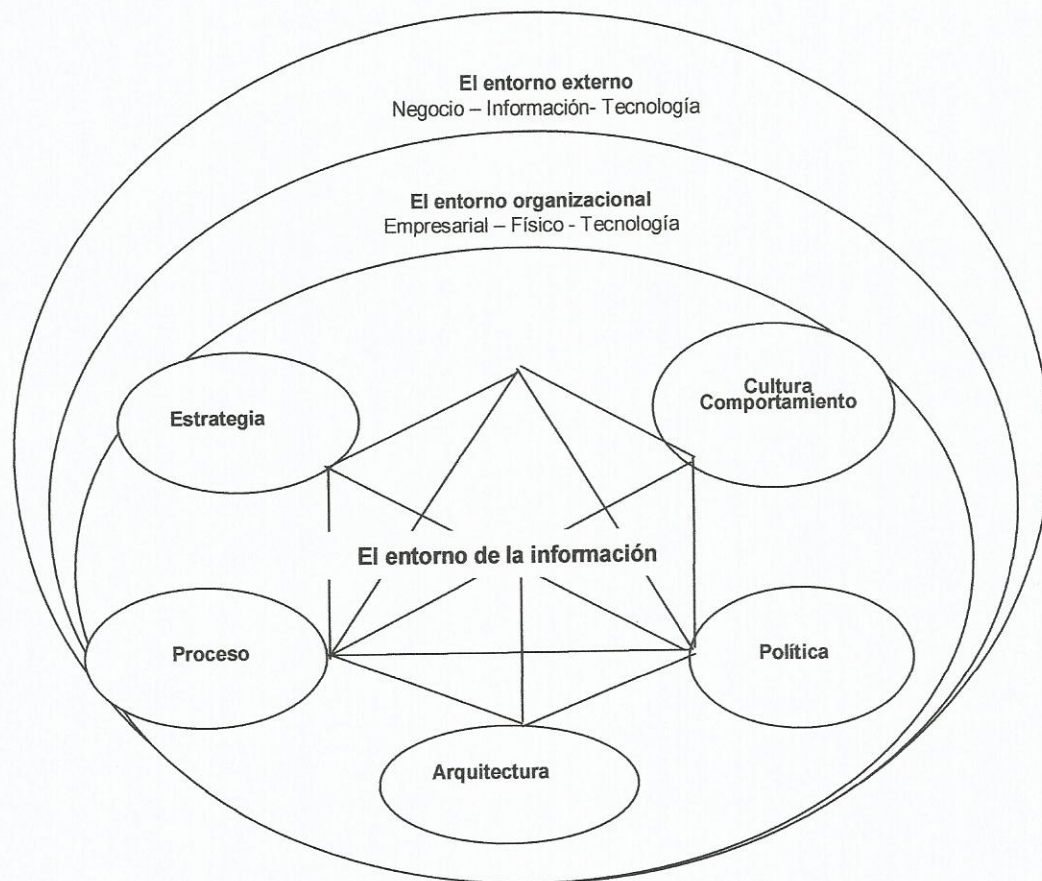 El entorno externo
Negocio – Información- Tecnología
El entorno organizacional
Empresarial – Físico - Tecnología
Estrategia
Cultura
Comportamiento
El entorno de la información
Proceso
Política
Arquitectura